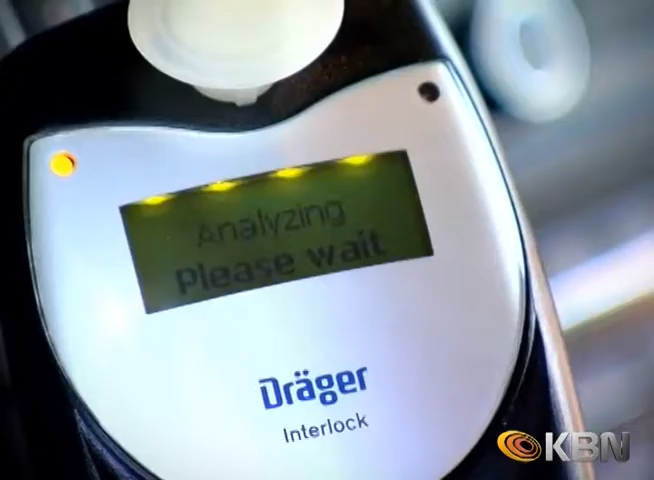 Analyzing
Please wait
Dräger
Interlock
KBN